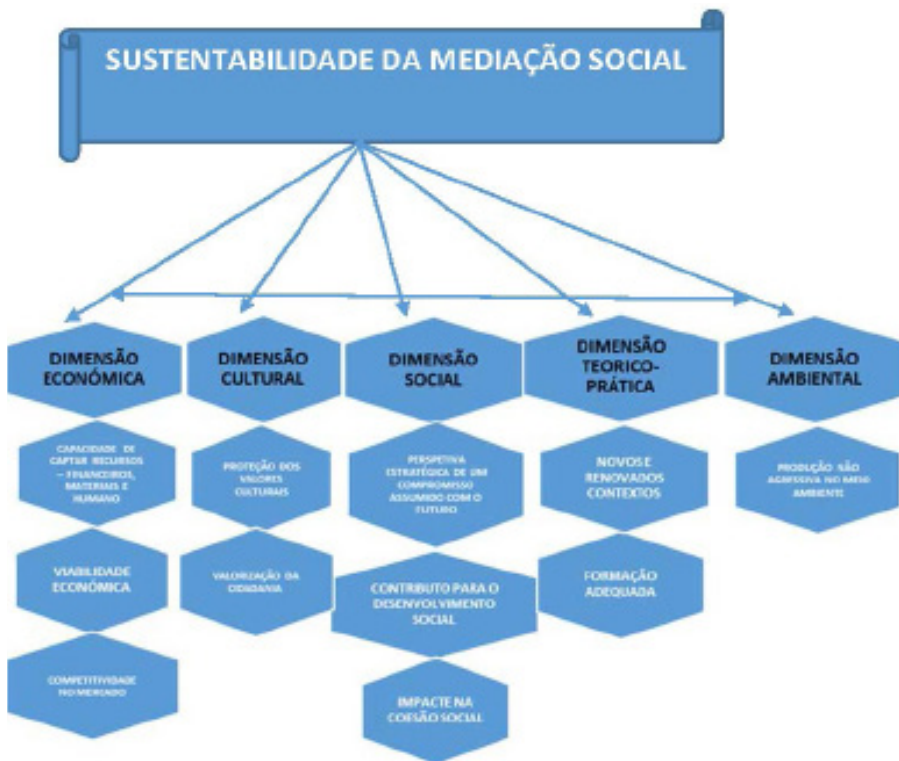 SUSTENTABILIDADE DA MEDIAÇÃO SOCIAL
DIMENSÃO
ECONÓMICA
CAPACIDADE DE
CAPTAR RECURSOS
– FINANCEIROS,
MATERIAIS E
HUMANO
VIABILIDADE
ECONÓMICA
COMPETITIVIDADE
NO MERCADO
DIMENSÃO
CULTURAL
PROTEÇÃO DOS
VALORES
CULTURAIS
VALORIZAÇÃO DA
CIDADANIA
DIMENSÃO
SOCIAL
PERSPETIVA
ESTRATÉGICA DE UM
COMPROMISSO
ASSUMIDO COM O
FUTURO
CONTRIBUTO PARA O
DESENVOLVIMENTO
SOCIAL
IMPACTE NA
COESÃO SOCIAL
DIMENSÃO
TEORICO-
PRÁTICA
NOVOS E
RENOVADOS
CONTEXTOS
FORMAÇÃO
ADEQUADA
DIMENSÃO
AMBIENTAL
PRODUÇÃO NÃO
AGRESSIVA NO MEIO
AMBIENTE